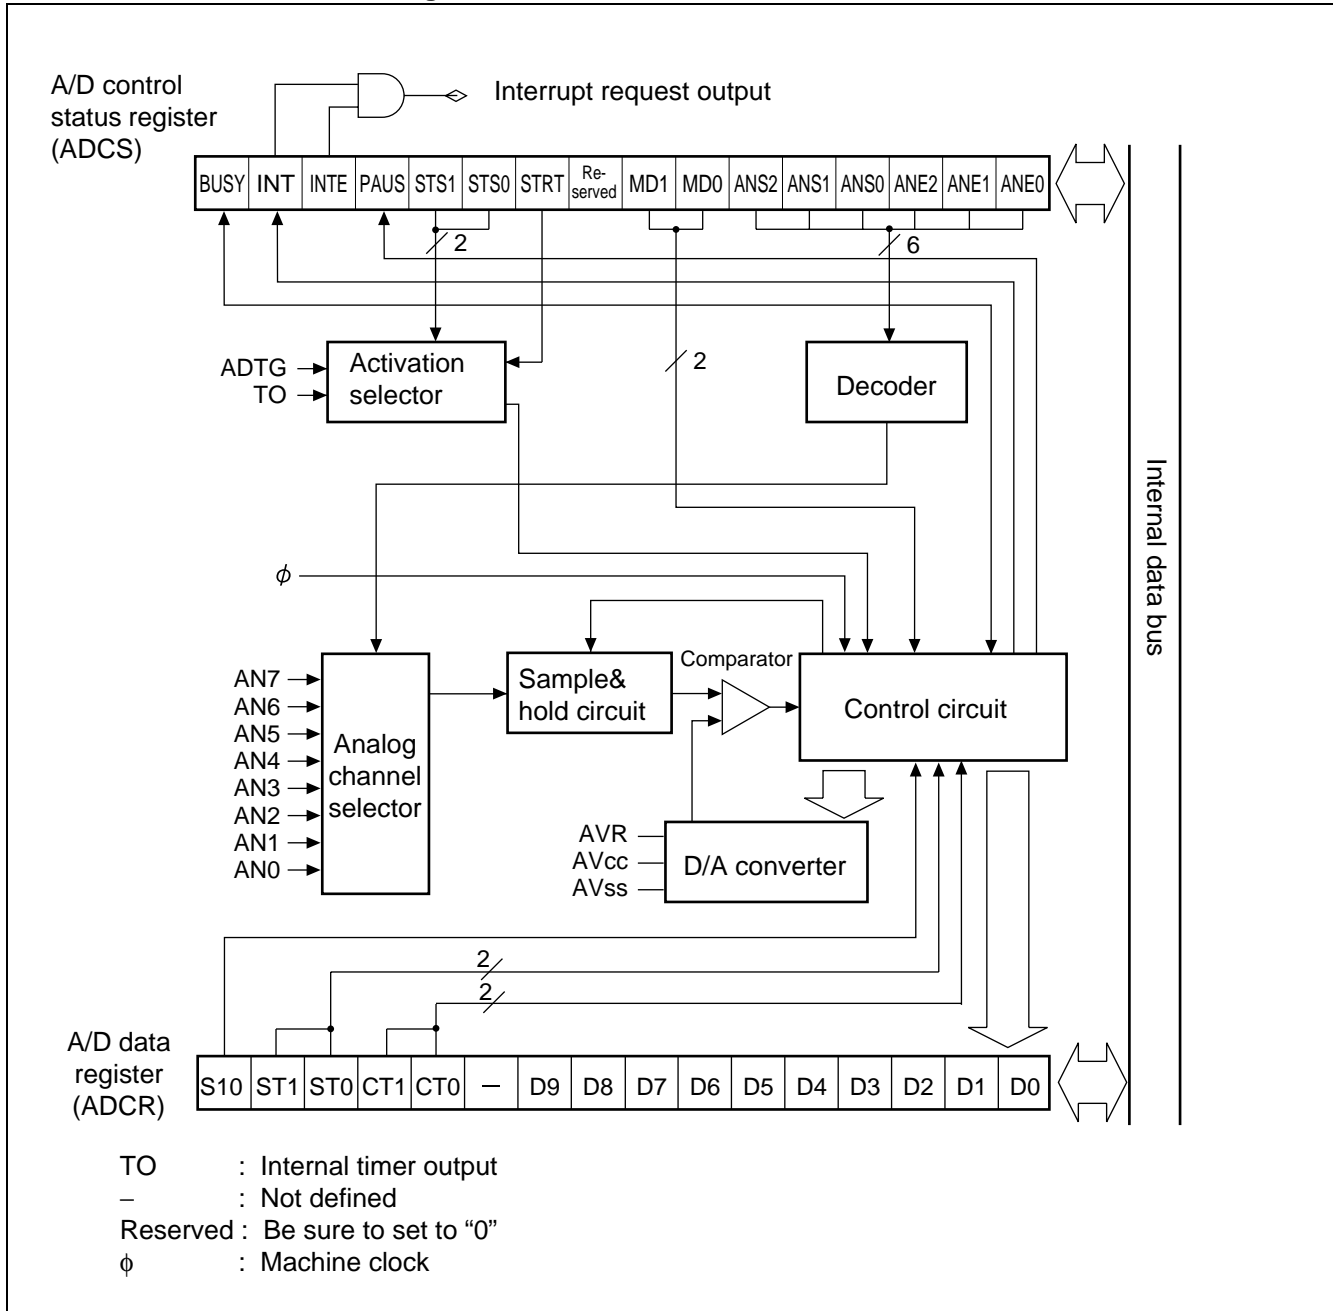 A/D control
status register
(ADCS)
Interrupt request output
BUSY INT INTE PAUS STS1 STS0 STRT Re-served MD1 MD0 ANS2 ANS1 ANS0 ANE2 ANE1 ANE0
2
6
ADTG
TO
Activation
selector
2
Decoder
Internal data bus
ϕ
AN7
AN6
AN5
AN4
AN3
AN2
AN1
AN0
Analog
channel
selector
Sample&
hold circuit
Comparator
Control circuit
AVR
AVcc
AVss
D/A converter
2
2
A/D data
register
(ADCR)
S10 ST1 ST0 CT1 CT0 – D9 D8 D7 D6 D5 D4 D3 D2 D1 D0
TO : Internal timer output
– : Not defined
Reserved : Be sure to set to “0”
ϕ : Machine clock